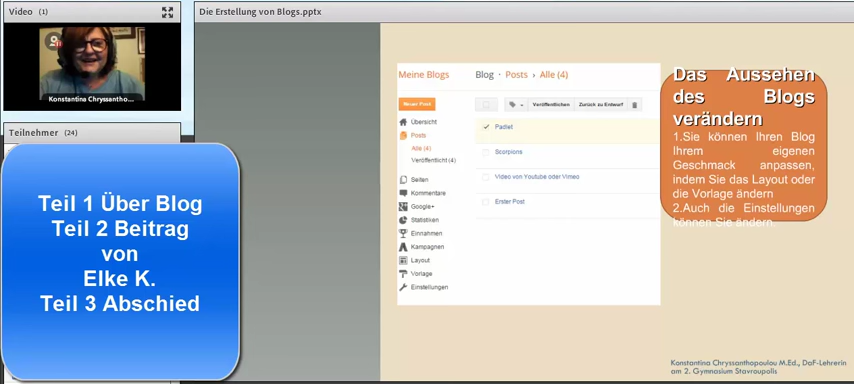 Video (1)
Konstantina Chryssantho...
Teilnehmer (24)
Teil 1 Über Blog
Teil 2 Beitrag
von
Elke K.
Teil 3 Abschied
Die Erstellung von Blogs.pptx
Meine Blogs
Blog · Posts › Alle (4)
Neuer Post
Veröffentlichen
Zurück zu Entwurf
Übersicht
Posts
Alle (4)
Veröffentlicht (4)
Seiten
Kommentare
Google+
Statistiken
Einnahmen
Kampagnen
Layout
Vorlage
Einstellungen
Padlet
Scorpions
Video von Youtube oder Vimeo
Erster Post
Das Aussehen
des Blogs
verändern
1.Sie können Ihren Blog
Ihrem eigenen
Geschmack anpassen,
indem Sie das Layout oder
die Vorlage ändern
2.Auch die Einstellungen
können Sie ändern.
Konstantina Chryssanthopoulou M.Ed., DaF-Lehrerin
am 2. Gymnasium Stavroupolis